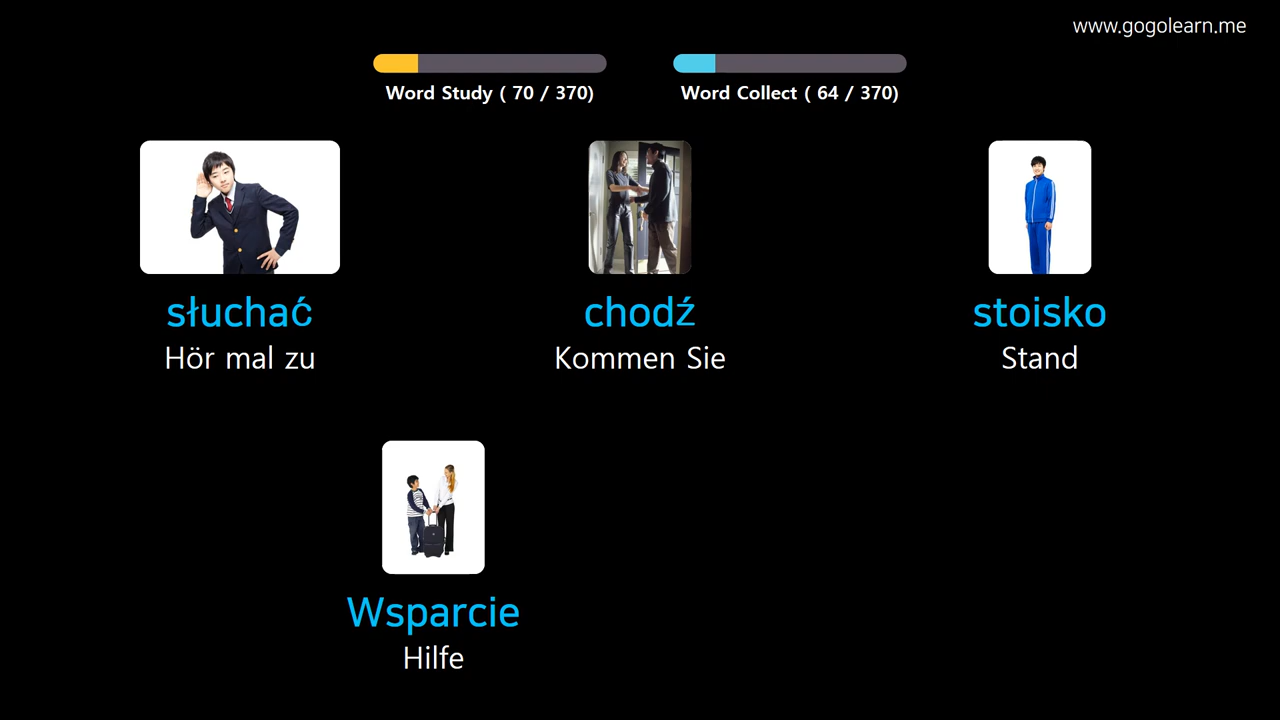 www.gogolearn.me
Word Study ( 70 / 370)
Word Collect ( 64 / 370)
słuchać
Hör mal zu
chodź
Kommen Sie
stoisko
Stand
Wsparcie
Hilfe